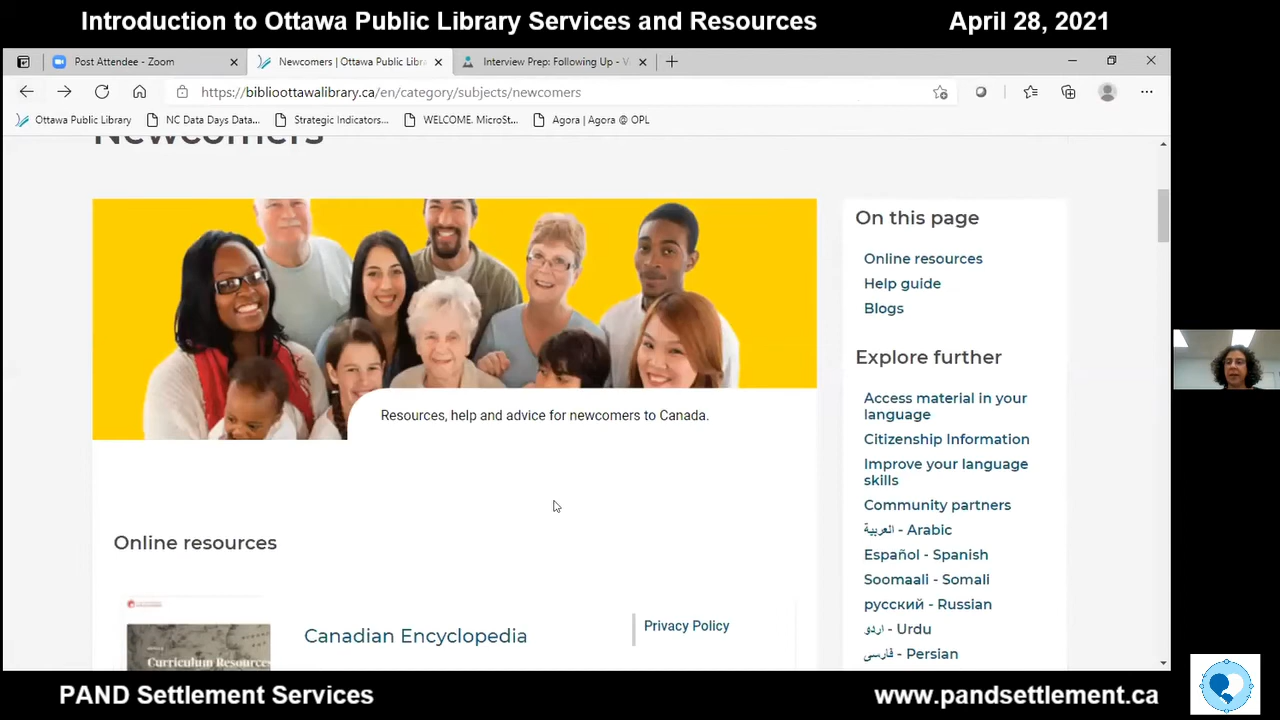 Introduction to Ottawa Public Library Services and Resources
April 28, 2021
Post Attendee - Zoom
Newcomers | Ottawa Public Libra
Interview Prep: Following Up - V
https://biblioottawalibrary.ca/en/category/subjects/newcomers
Ottawa Public Library
NC Data Days Data...
Strategic Indicators...
WELCOME. MicroSt...
Agora | Agora @ OPL
Newcomers
Resources, help and advice for newcomers to Canada.
Online resources
Curriculum Resources
Canadian Encyclopedia
Privacy Policy
On this page
Online resources
Help guide
Blogs
Explore further
Access material in your
language
Citizenship Information
Improve your language
skills
Community partners
العربية - Arabic
Español - Spanish
Soomaali - Somali
русский - Russian
اردو - Urdu
فارسی - Persian
PAND Settlement Services
www.pandsettlement.ca